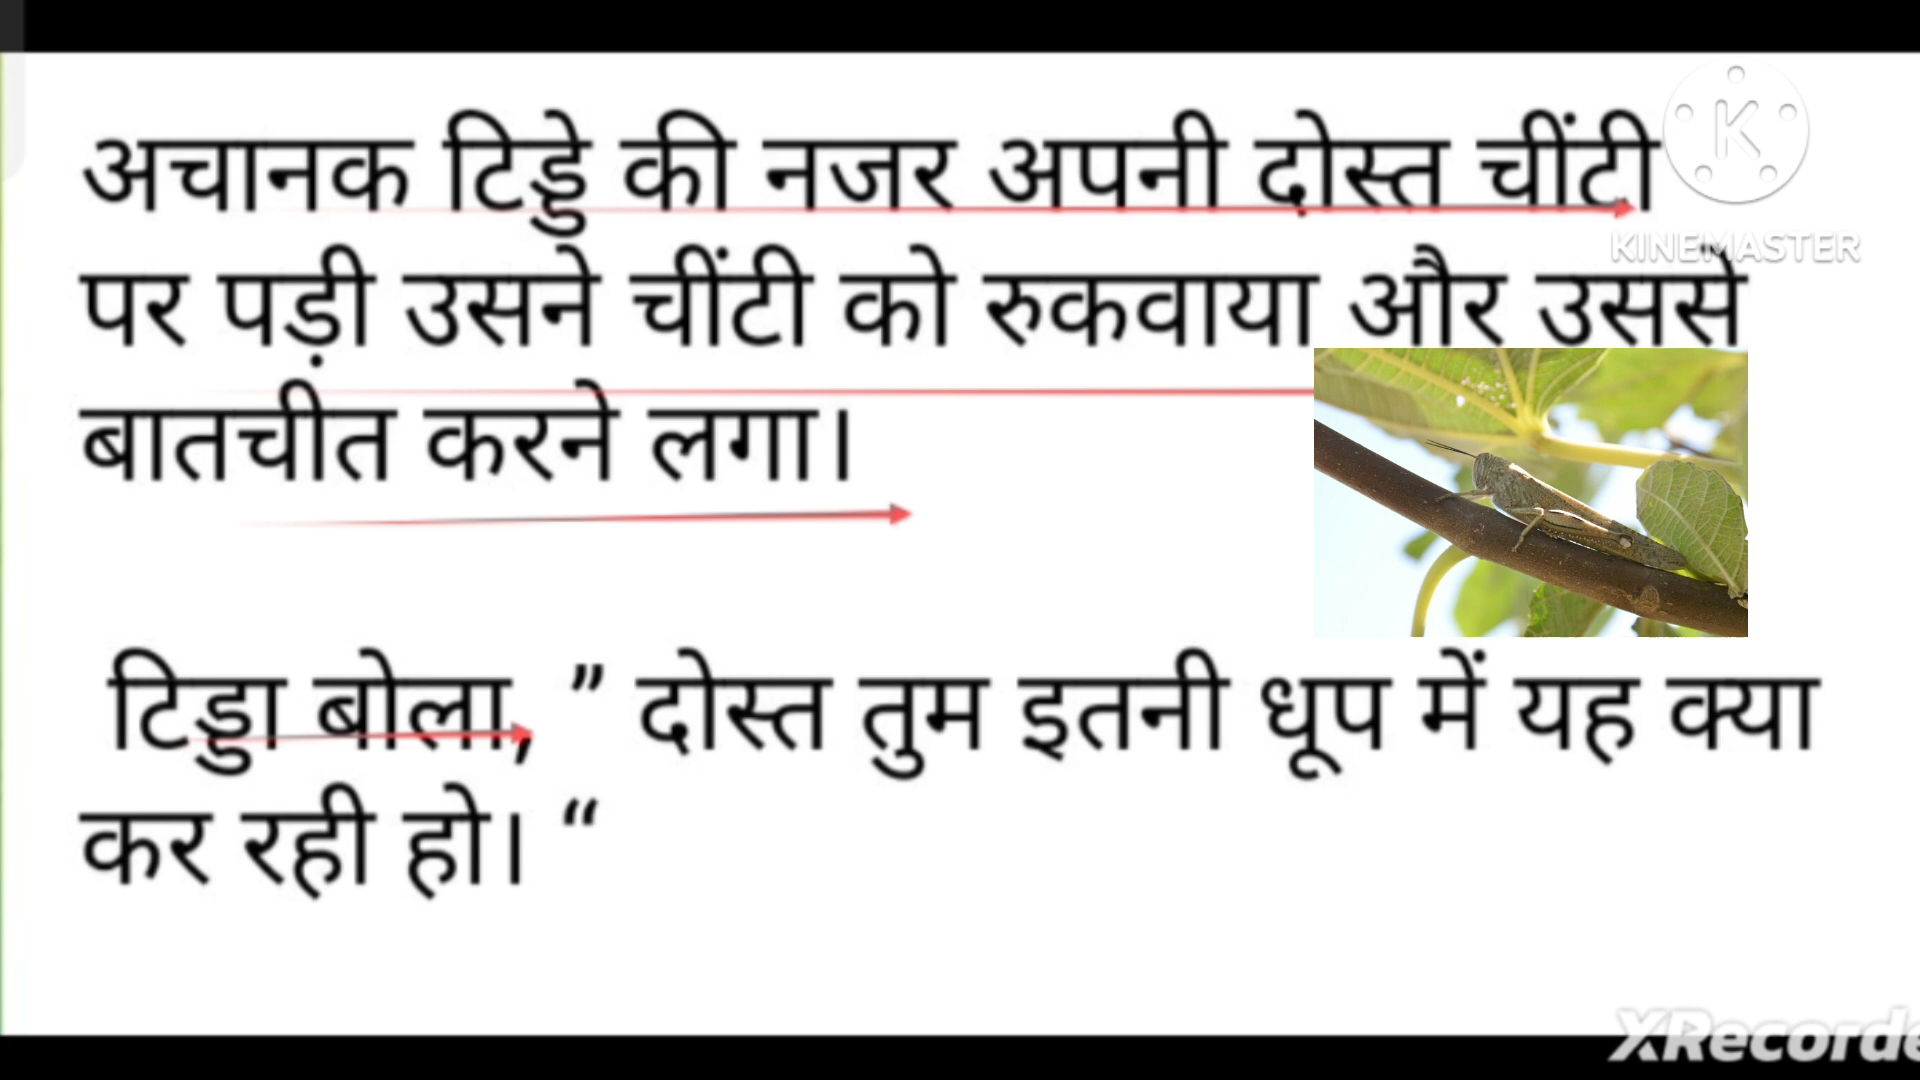 अचानक टिड्डे की नजर अपनी दोस्त चींटी
पर पड़ी उसने चींटी को रुकवाया और उससे
बातचीत करने लगा।
टिड्डा बोला, ” दोस्त तुम इतनी धूप में यह क्या
कर रही हो। “
K
KINEMASTER
XRecorde